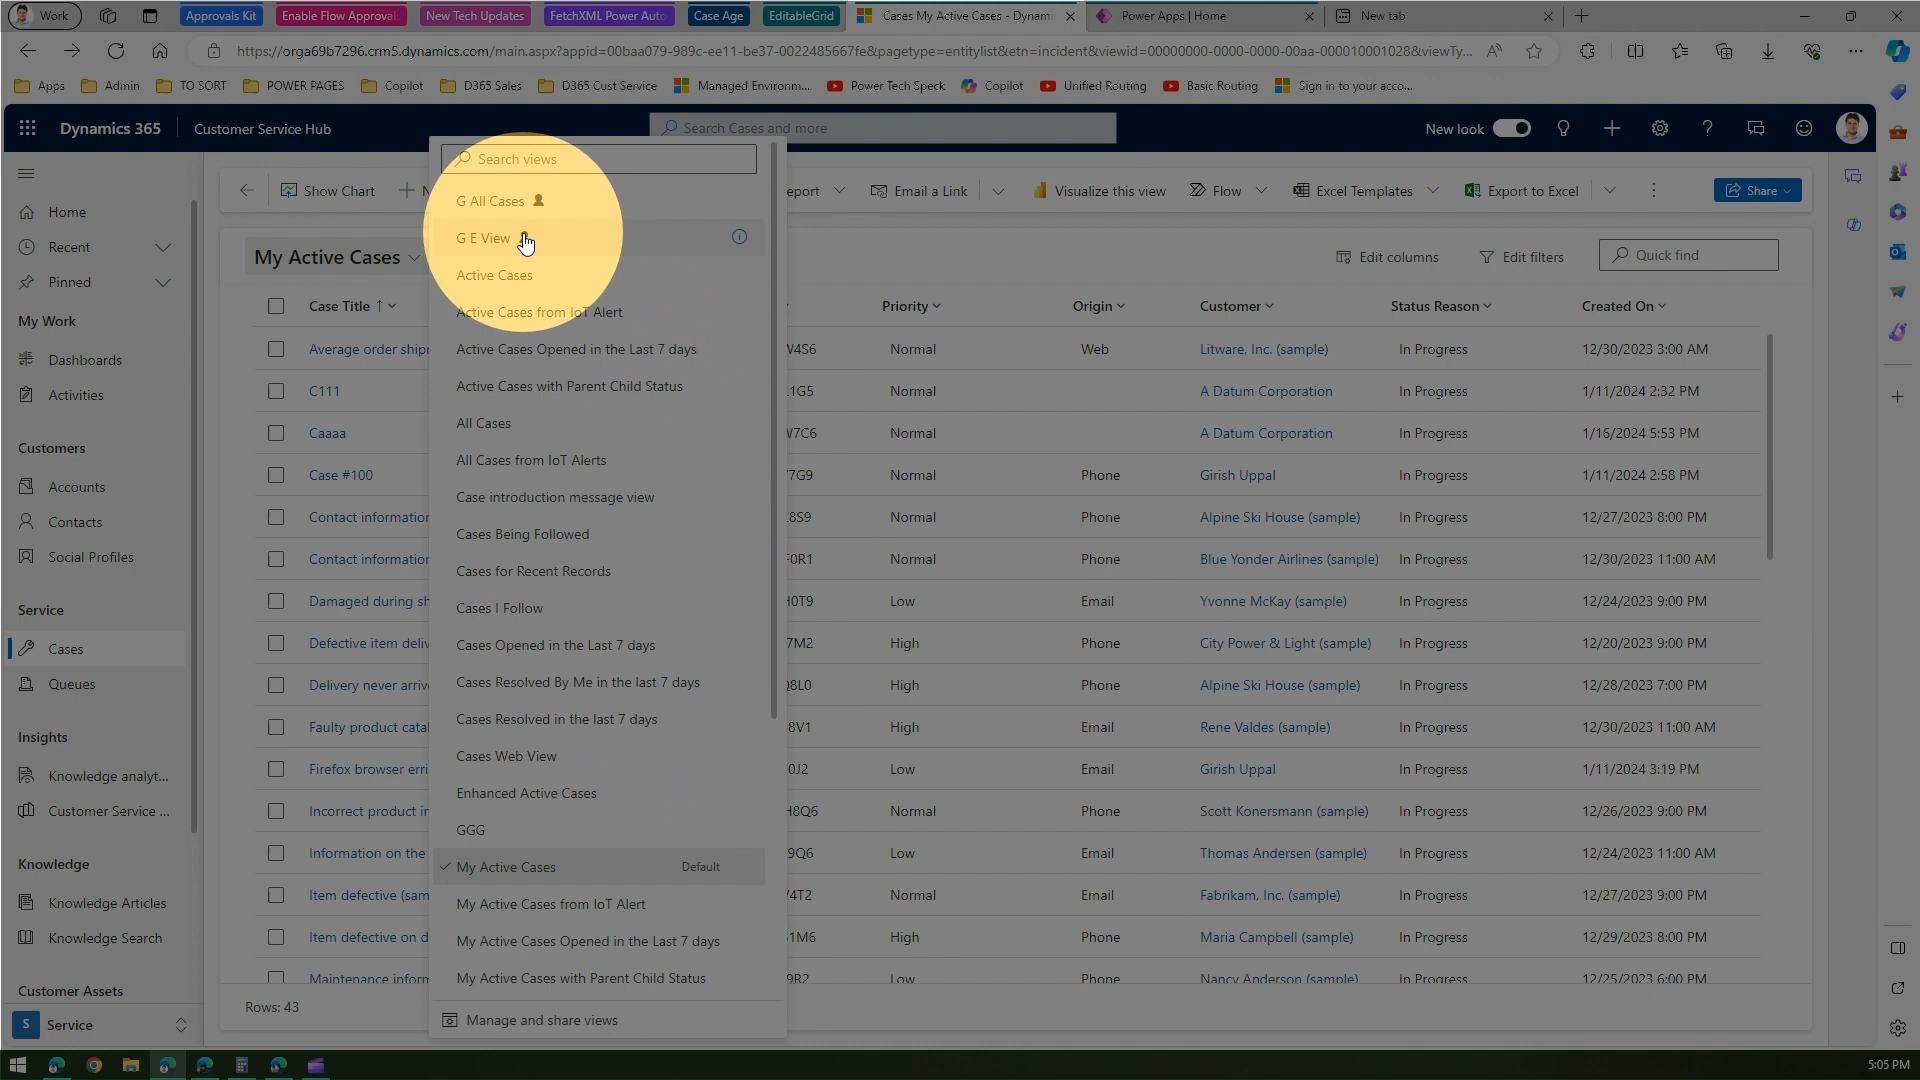 Work
Approvals Kit
Enable Flow Approval
New Tech Updates
FetchXML Power Auto
Case Age
EditableGrid
Cases My Active Cases - Dynami
Power Apps | Home
New tab
https://orga69b7296.crm5.dynamics.com/main.aspx?appid=00baa079-989c-ee11-be37-0022485667fe&pagetype=entitylist&etn=incident&viewid=00000000-0000-0000-00aa-000010001028&viewTy...
Apps
Admin
TO SORT
POWER PAGES
Copilot
D365 Sales
D365 Cust Service
Managed Environm...
Power Tech Speck
Copilot
Unified Routing
Basic Routing
Sign in to your acco...
Dynamics 365
Customer Service Hub
Search Cases and more
New look
Show Chart
N
eport
Email a Link
Visualize this view
Flow
Excel Templates
Export to Excel
Share
Home
Recent
Pinned
My Work
Dashboards
Activities
Customers
Accounts
Contacts
Social Profiles
Service
Cases
Queues
Insights
Knowledge analyt...
Customer Service ...
Knowledge
Knowledge Articles
Knowledge Search
Customer Assets
S Service
My Active Cases
Edit columns
Edit filters
Quick find
Search views
G All Cases
G E View
Active Cases
Active Cases from IoT Alert
Active Cases Opened in the Last 7 days
Active Cases with Parent Child Status
All Cases
All Cases from IoT Alerts
Case introduction message view
Cases Being Followed
Cases for Recent Records
Cases I Follow
Cases Opened in the Last 7 days
Cases Resolved By Me in the last 7 days
Cases Resolved in the last 7 days
Cases Web View
Enhanced Active Cases
GGG
My Active Cases Default
My Active Cases from IoT Alert
My Active Cases Opened in the Last 7 days
My Active Cases with Parent Child Status
Manage and share views
Case Title Priority Origin Customer Status Reason Created On
Average order ship W4S6 Normal Web Litware, Inc. (sample) In Progress 12/30/2023 3:00 AM
C111 L1G5 Normal A Datum Corporation In Progress 1/11/2024 2:32 PM
Caaaa V7C6 Normal A Datum Corporation In Progress 1/16/2024 5:53 PM
Case #100 7G9 Normal Phone Girish Uppal In Progress 1/11/2024 2:58 PM
Contact information L8S9 Normal Phone Alpine Ski House (sample) In Progress 12/27/2023 8:00 PM
Contact information F0R1 Normal Phone Blue Yonder Airlines (sample) In Progress 12/30/2023 11:00 AM
Damaged during sh H0T9 Low Email Yvonne McKay (sample) In Progress 12/24/2023 9:00 PM
Defective item deliv 7M2 High Phone City Power & Light (sample) In Progress 12/20/2023 9:00 PM
Delivery never arriv Q8L0 High Phone Alpine Ski House (sample) In Progress 12/28/2023 7:00 PM
Faulty product catal 8V1 High Email Rene Valdes (sample) In Progress 12/30/2023 11:00 AM
Firefox browser erri 0J2 Low Email Girish Uppal In Progress 1/11/2024 3:19 PM
Incorrect product in H8Q6 Normal Phone Scott Konersmann (sample) In Progress 12/26/2023 9:00 PM
Information on the 9Q6 Low Email Thomas Andersen (sample) In Progress 12/24/2023 11:00 AM
Item defective (sam 4T2 Normal Email Fabrikam, Inc. (sample) In Progress 12/27/2023 9:00 PM
Item defective on d 1M6 High Phone Maria Campbell (sample) In Progress 12/29/2023 8:00 PM
Maintenance inform 9R2 Low Phone Nancy Anderson (sample) In Progress 12/25/2023 6:00 PM
Rows: 43
5:05 PM